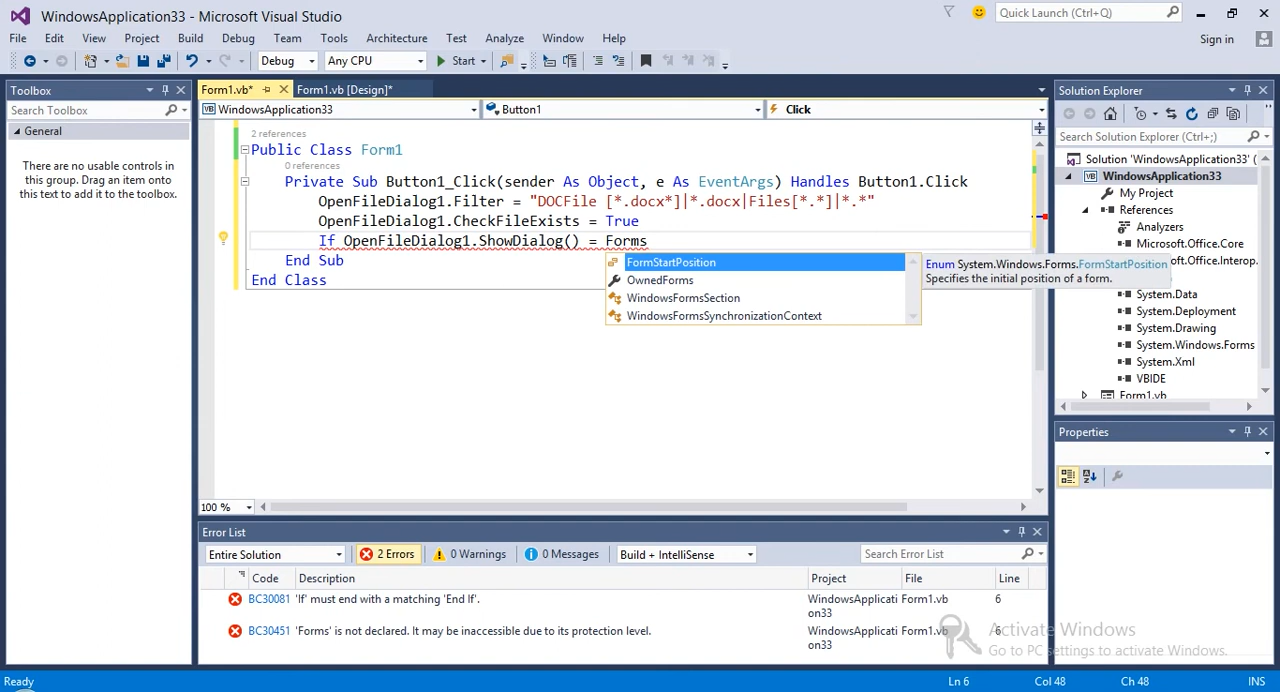 WindowsApplication33 - Microsoft Visual Studio
Quick Launch (Ctrl+Q)
File Edit View Project Build Debug Team Tools Architecture Test Analyze Window Help
Sign in
Debug Any CPU Start
Toolbox
Search Toolbox
General
There are no usable controls in
this group. Drag an item onto
this text to add it to the toolbox.
Form1.vb* Form1.vb [Design]*
WindowsApplication33 Button1 Click
2 references
Public Class Form1
0 references
Private Sub Button1_Click(sender As Object, e As EventArgs) Handles Button1.Click
OpenFileDialog1.Filter = "DOCFile [*.docx*]|*.docx|Files[*.*]|*.*"
OpenFileDialog1.CheckFileExists = True
If OpenFileDialog1.ShowDialog() = Forms
End Sub
End Class
FormStartPosition
OwnedForms
WindowsFormsSection
WindowsFormsSynchronizationContext
Enum System.Windows.Forms.FormStartPosition
Specifies the initial position of a form.
100 %
Solution Explorer
Search Solution Explorer (Ctrl+;)
Solution 'WindowsApplication33' (
WindowsApplication33
My Project
References
Analyzers
Microsoft.Office.Core
.Office.Interop.
System.Data
System.Deployment
System.Drawing
System.Windows.Forms
System.Xml
VBIDE
Form1.vb
Properties
Error List
Entire Solution 2 Errors 0 Warnings 0 Messages Build + IntelliSense Search Error List
Code Description Project File Line
BC30081 'If' must end with a matching 'End If'. WindowsApplicati Form1.vb 6
on33
BC30451 'Forms' is not declared. It may be inaccessible due to its protection level. WindowsApplicati Form1.vb 6
on33
Activate Windows
Go to PC settings to activate Windows.
Ready Ln 6 Col 48 Ch 48 INS